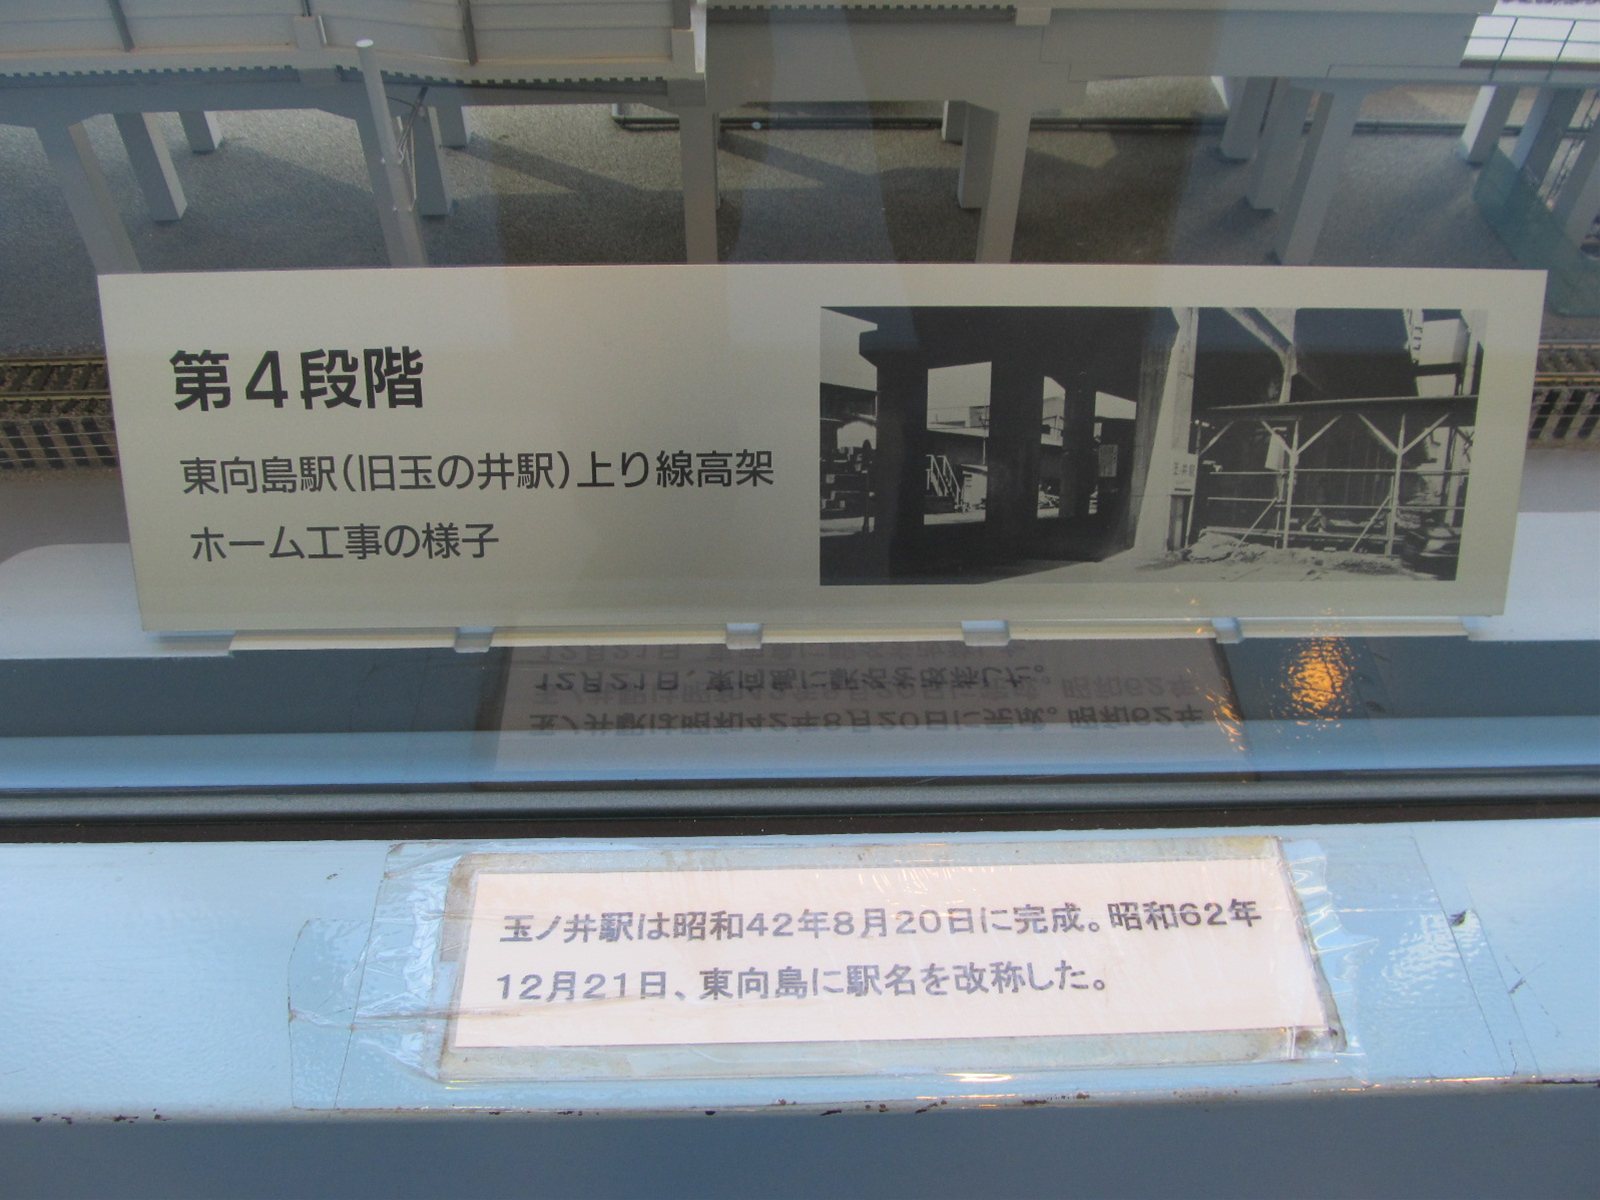 第4段階
東向島駅(旧玉の井駅)上り線高架
ホーム工事の様子
玉ノ井駅は昭和42年8月20日に完成。昭和62年
12月21日、東向島に駅名を改称した。